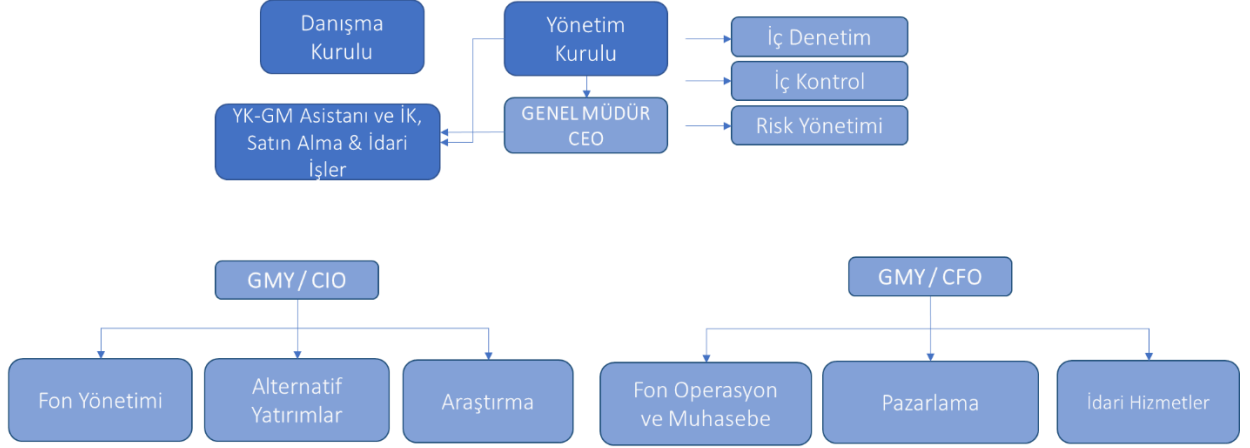 Danışma
Kurulu
Yönetim
Kurulu
İç Denetim
İç Kontrol
Risk Yönetimi
YK-GM Asistanı ve İK,
Satın Alma & İdari
İşler
GENEL MÜDÜR
CEO
GMY / CIO
GMY / CFO
Fon Yönetimi
Alternatif
Yatırımlar
Araştırma
Fon Operasyon
ve Muhasebe
Pazarlama
İdari Hizmetler